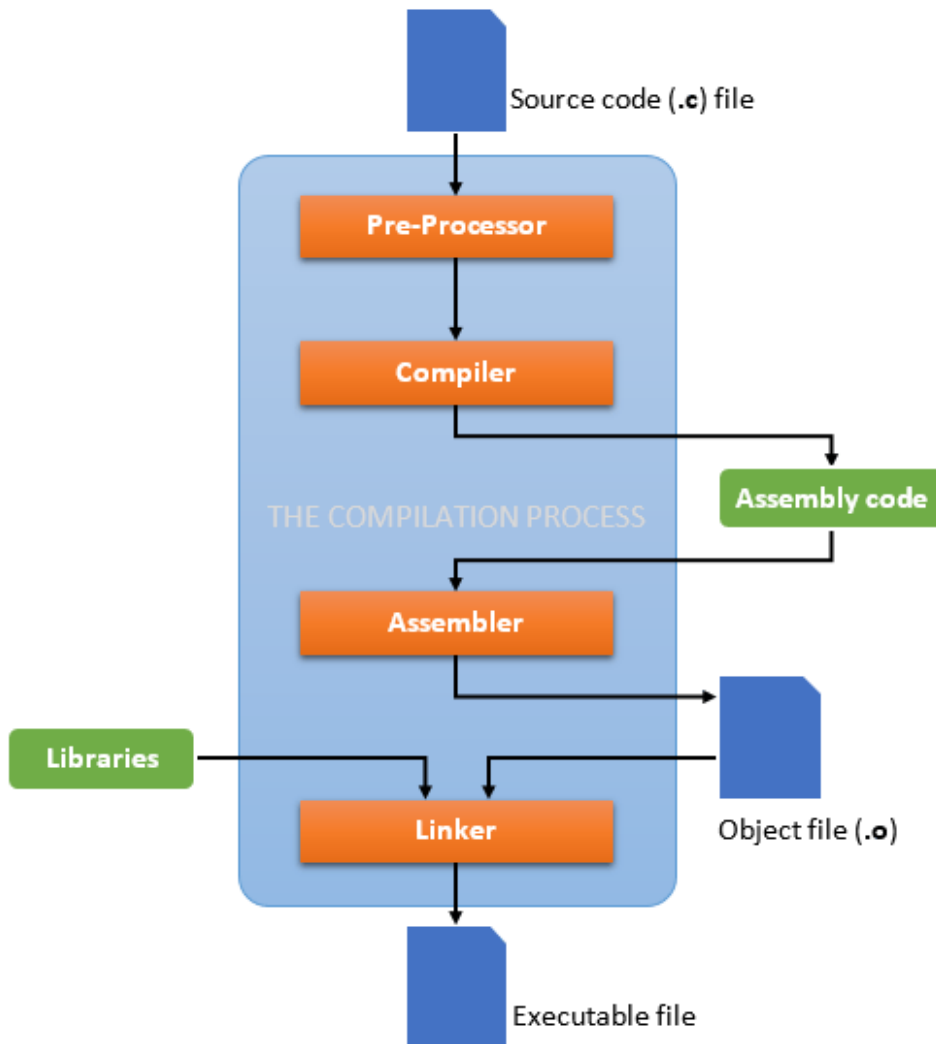 Source code (.c) file
Pre-Processor
Compiler
Assembly code
THE COMPILATION PROCESS
Assembler
Libraries
Linker
Object file (.o)
Executable file